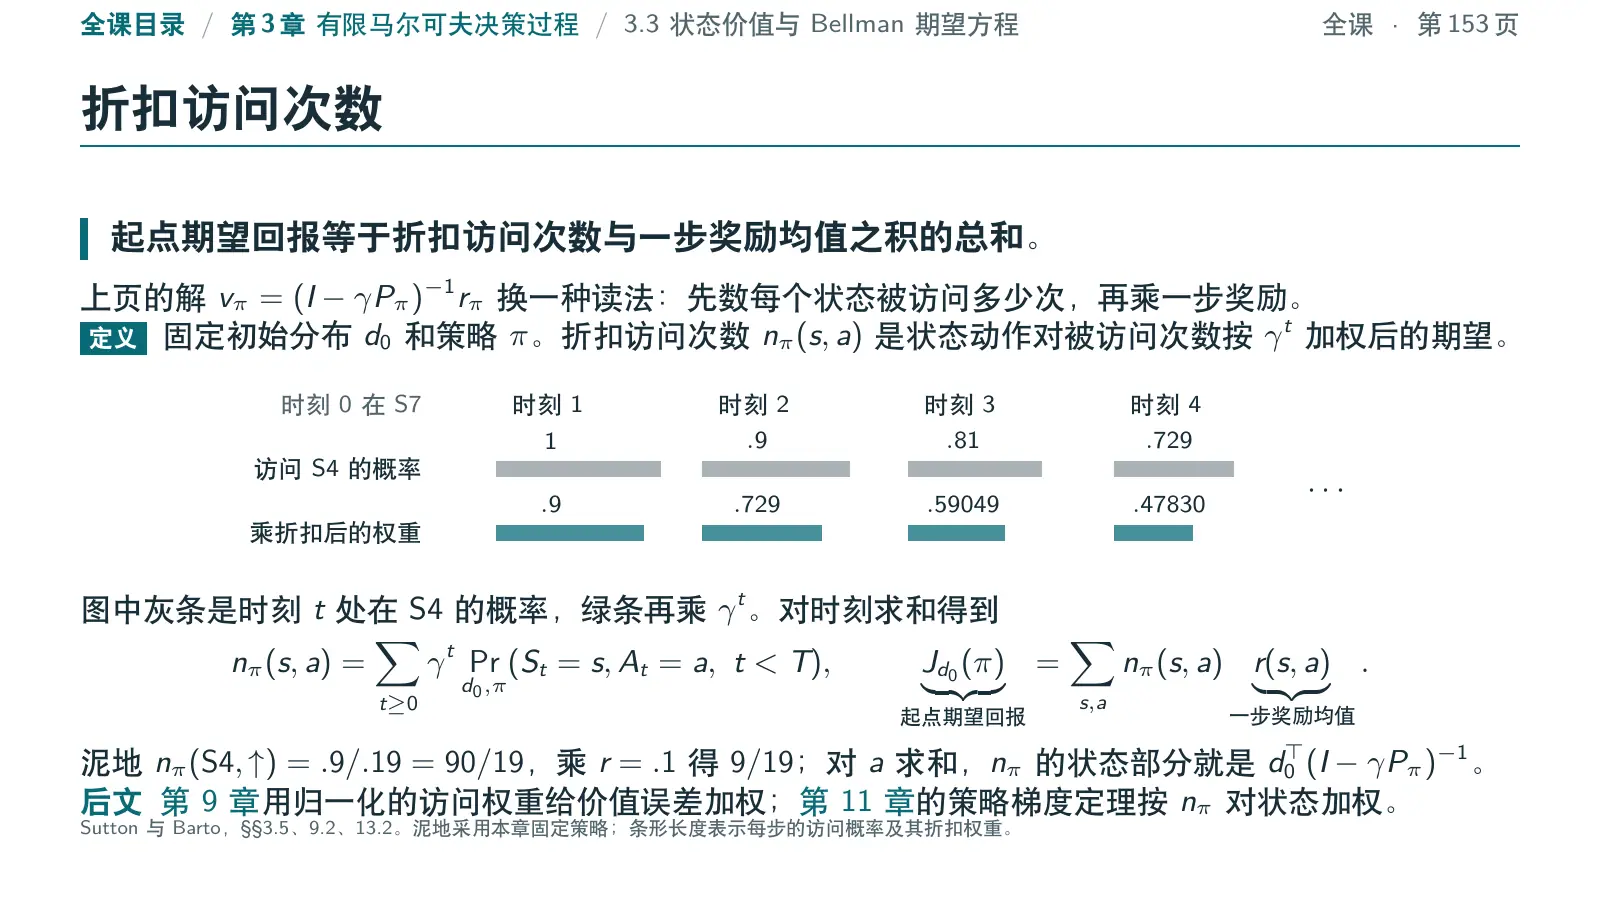 全课目录 / 第 3 章 有限马尔可夫决策过程 / 3.3 状态价值与 Bellman 期望方程 全课 · 第 153 页
折扣访问次数
起点期望回报等于折扣访问次数与一步奖励均值之积的总和。
上页的解 v_π = (I − γP_π)^{−1} r_π 换一种读法：先数每个状态被访问多少次，再乘一步奖励。
定义 固定初始分布 d_0 和策略 π。折扣访问次数 n_π(s, a) 是状态动作对被访问次数按 γ^t 加权后的期望。
时刻 0 在 S7 时刻 1 时刻 2 时刻 3 时刻 4
1 .9 .81 .729
访问 S4 的概率
...
.9 .729 .59049 .47830
乘折扣后的权重
图中灰条是时刻 t 处在 S4 的概率，绿条再乘 γ^t。对时刻求和得到
n_π(s, a) = ∑_{t≥0} γ^t Pr_{d_0,π}(S_t = s, A_t = a, t < T), J_{d_0}(π) = ∑_{s,a} n_π(s, a) r(s, a) .
起点期望回报 一步奖励均值
泥地 n_π(S4, ↑) = .9/.19 = 90/19，乘 r = .1 得 9/19；对 a 求和，n_π 的状态部分就是 d_0^⊤(I − γP_π)^{−1}。
后文 第 9 章用归一化的访问权重给价值误差加权；第 11 章的策略梯度定理按 n_π 对状态加权。
Sutton 与 Barto，§§3.5、9.2、13.2。泥地采用本章固定策略；条形长度表示每步的访问概率及其折扣权重。